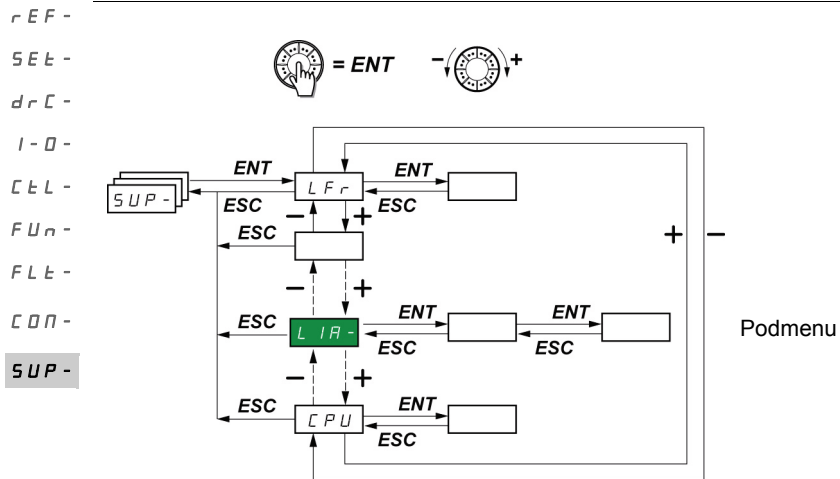 rEF-
SEt-
drC-
I-O-
CtL-
FUn-
FLt-
COM-
SUP-
= ENT
- +
SUP-
ENT
ESC
LFr
ENT
ESC
- +
ESC
- +
+ -
ESC
LIA-
ENT
ESC
ENT
ESC
Podmenu
- +
ESC
CPU
ENT
ESC